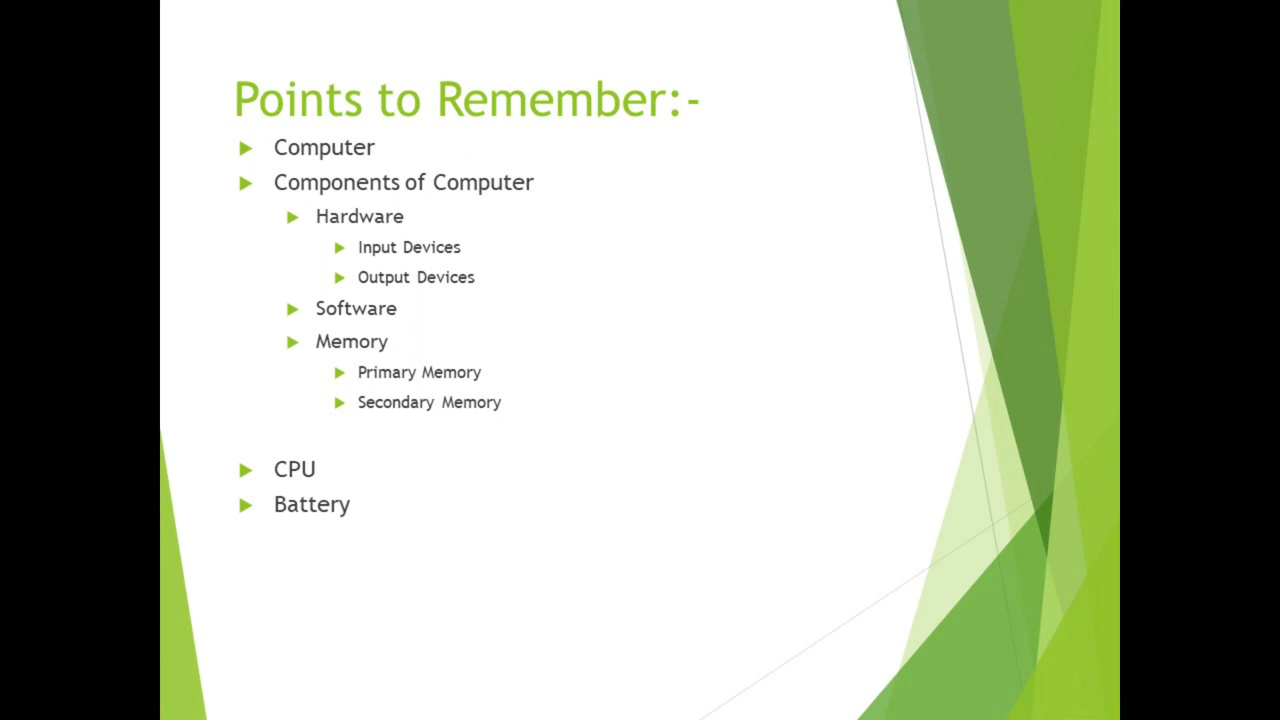 Points to Remember:-
Computer
Components of Computer
Hardware
Input Devices
Output Devices
Software
Memory
Primary Memory
Secondary Memory
CPU
Battery